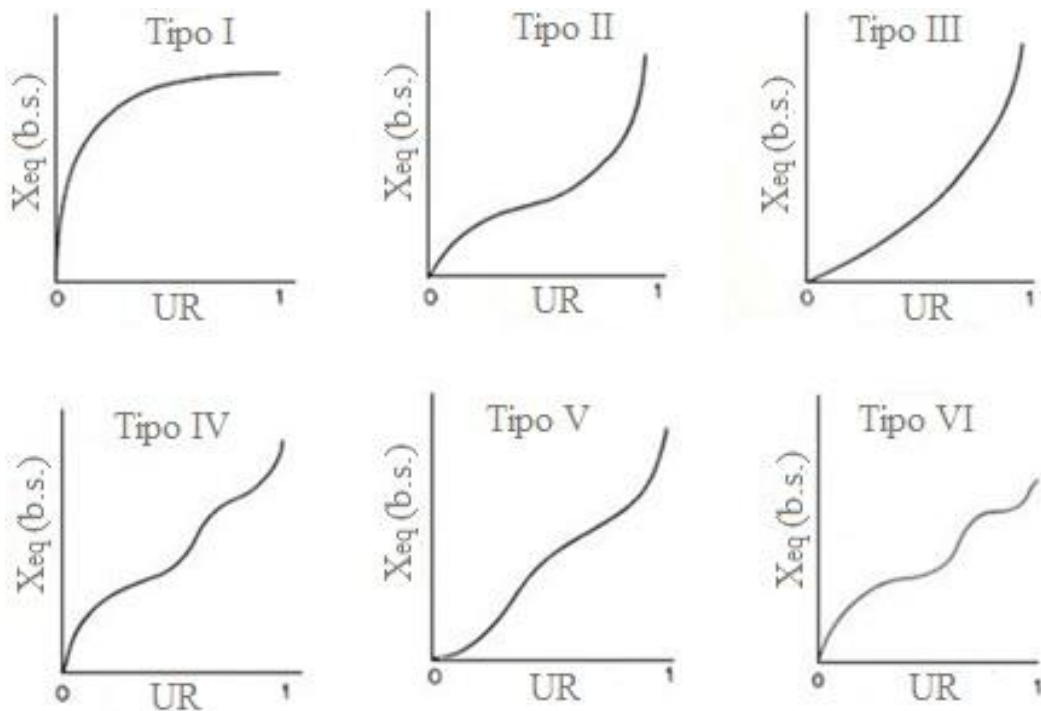 Tipo I
Xeq (b.s.)
0
UR
1
Tipo II
Xeq (b.s.)
0
UR
1
Tipo III
Xeq (b.s.)
0
UR
1
Tipo IV
Xeq (b.s.)
0
UR
1
Tipo V
Xeq (b.s.)
0
UR
1
Tipo VI
Xeq (b.s.)
0
UR
1